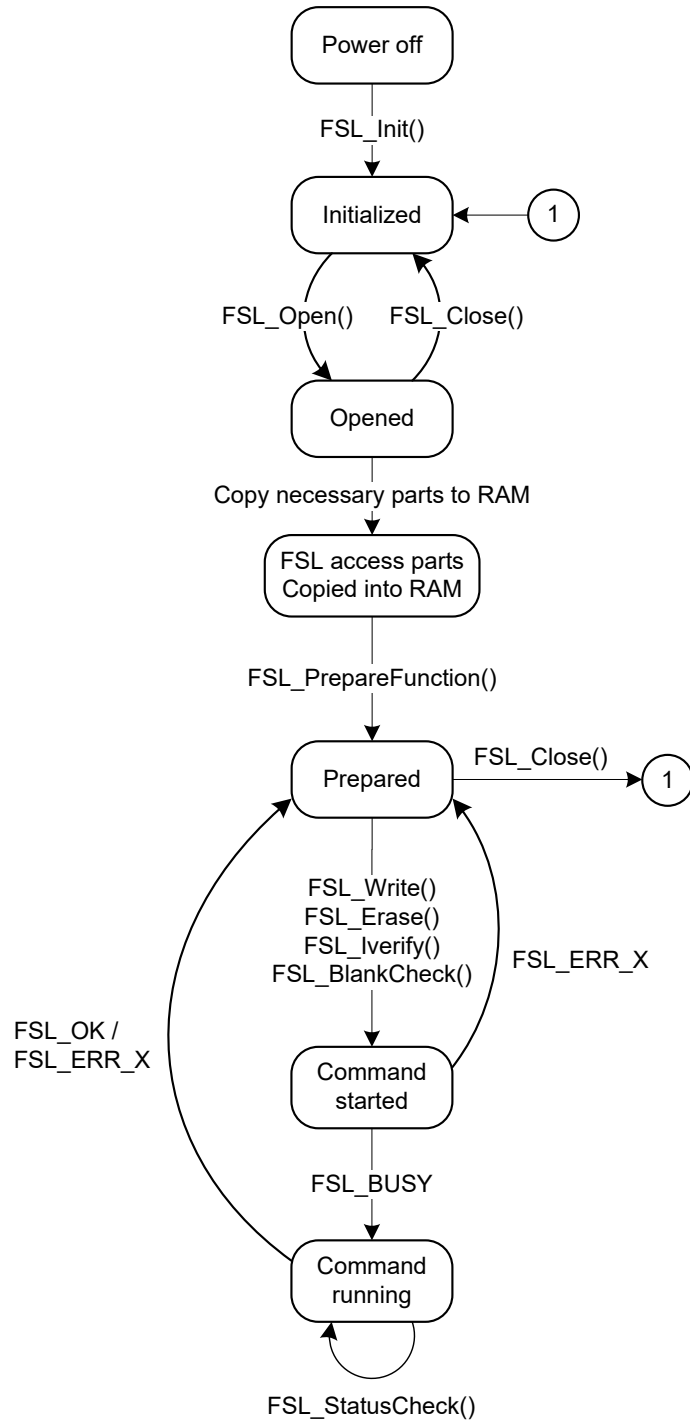 Power off
FSL_Init()
Initialized
1
FSL_Open()
FSL_Close()
Opened
Copy necessary parts to RAM
FSL access parts
Copied into RAM
FSL_PrepareFunction()
Prepared
FSL_Close()
1
FSL_Write()
FSL_Erase()
FSL_Iverify()
FSL_BlankCheck()
FSL_ERR_X
FSL_OK /
FSL_ERR_X
Command
started
FSL_BUSY
Command
running
FSL_StatusCheck()